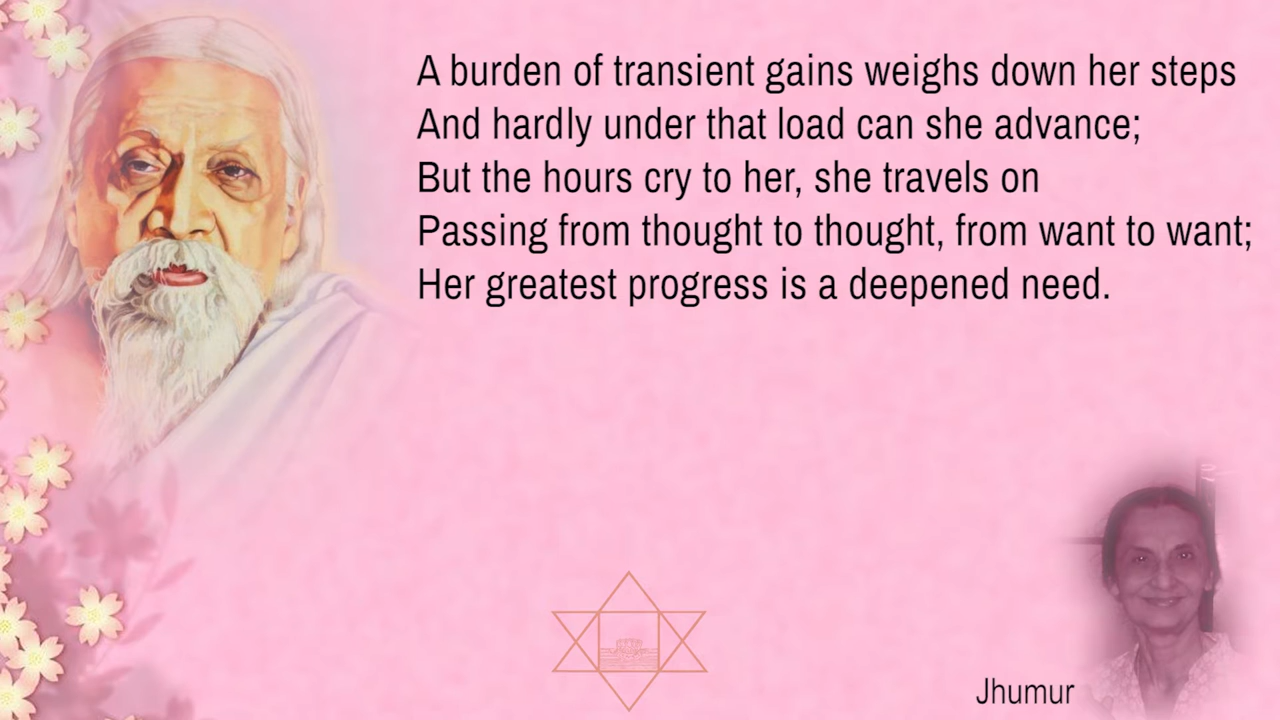 A burden of transient gains weighs down her steps
And hardly under that load can she advance;
But the hours cry to her, she travels on
Passing from thought to thought, from want to want;
Her greatest progress is a deepened need.
Jhumur